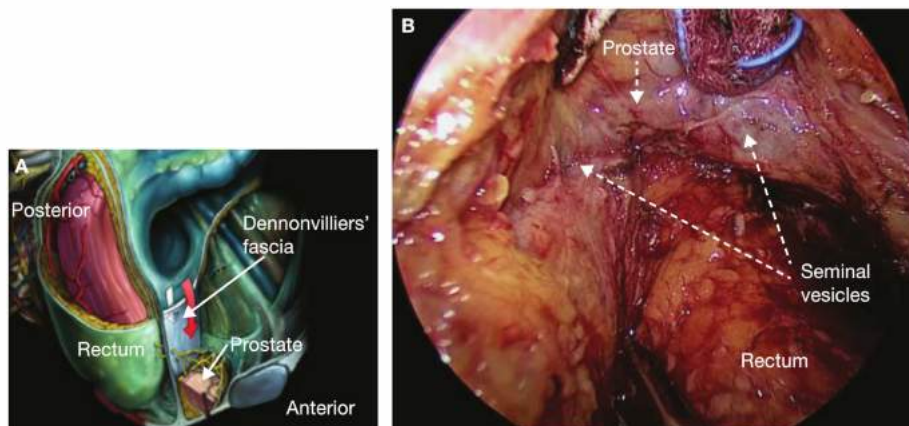 A
Posterior
Dennonvilliers’
fascia
Rectum
Prostate
Anterior
B
Prostate
Seminal
vesicles
Rectum